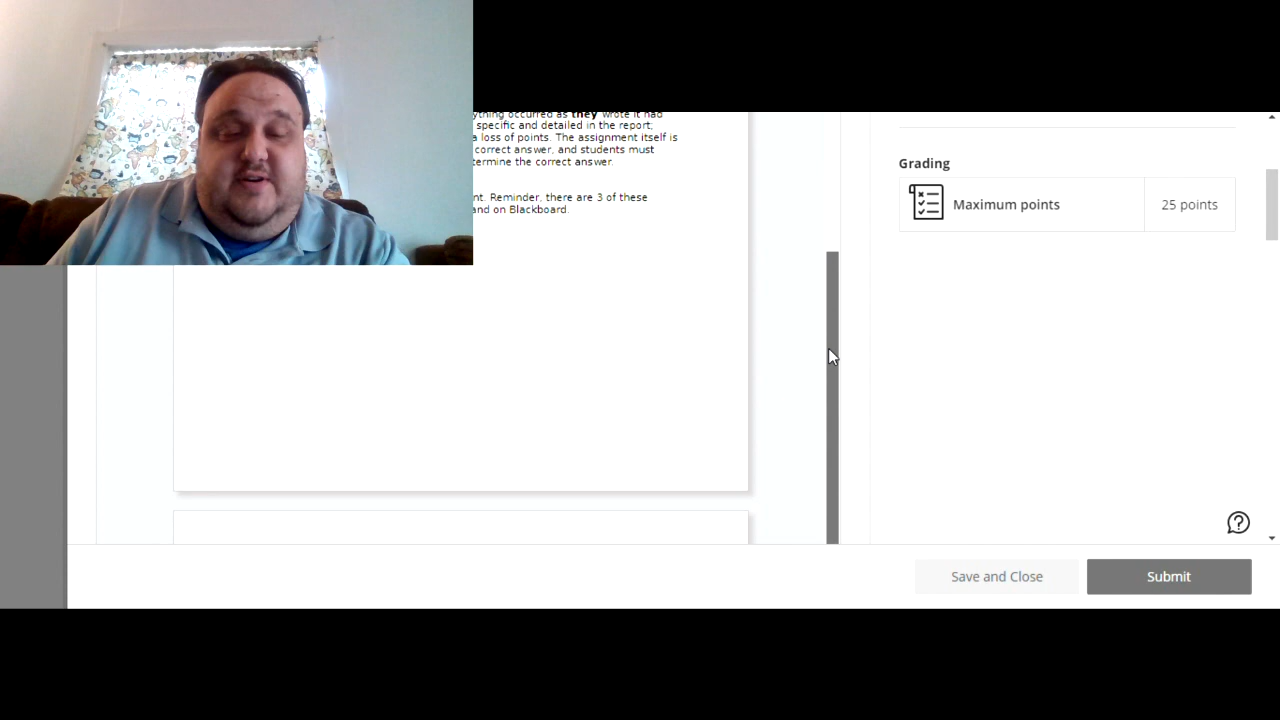 ything occurred as they wrote it had
specific and detailed in the report;
a loss of points. The assignment itself is
correct answer, and students must
termine the correct answer.
nt. Reminder, there are 3 of these
and on Blackboard.
Grading
Maximum points
25 points
Save and Close
Submit